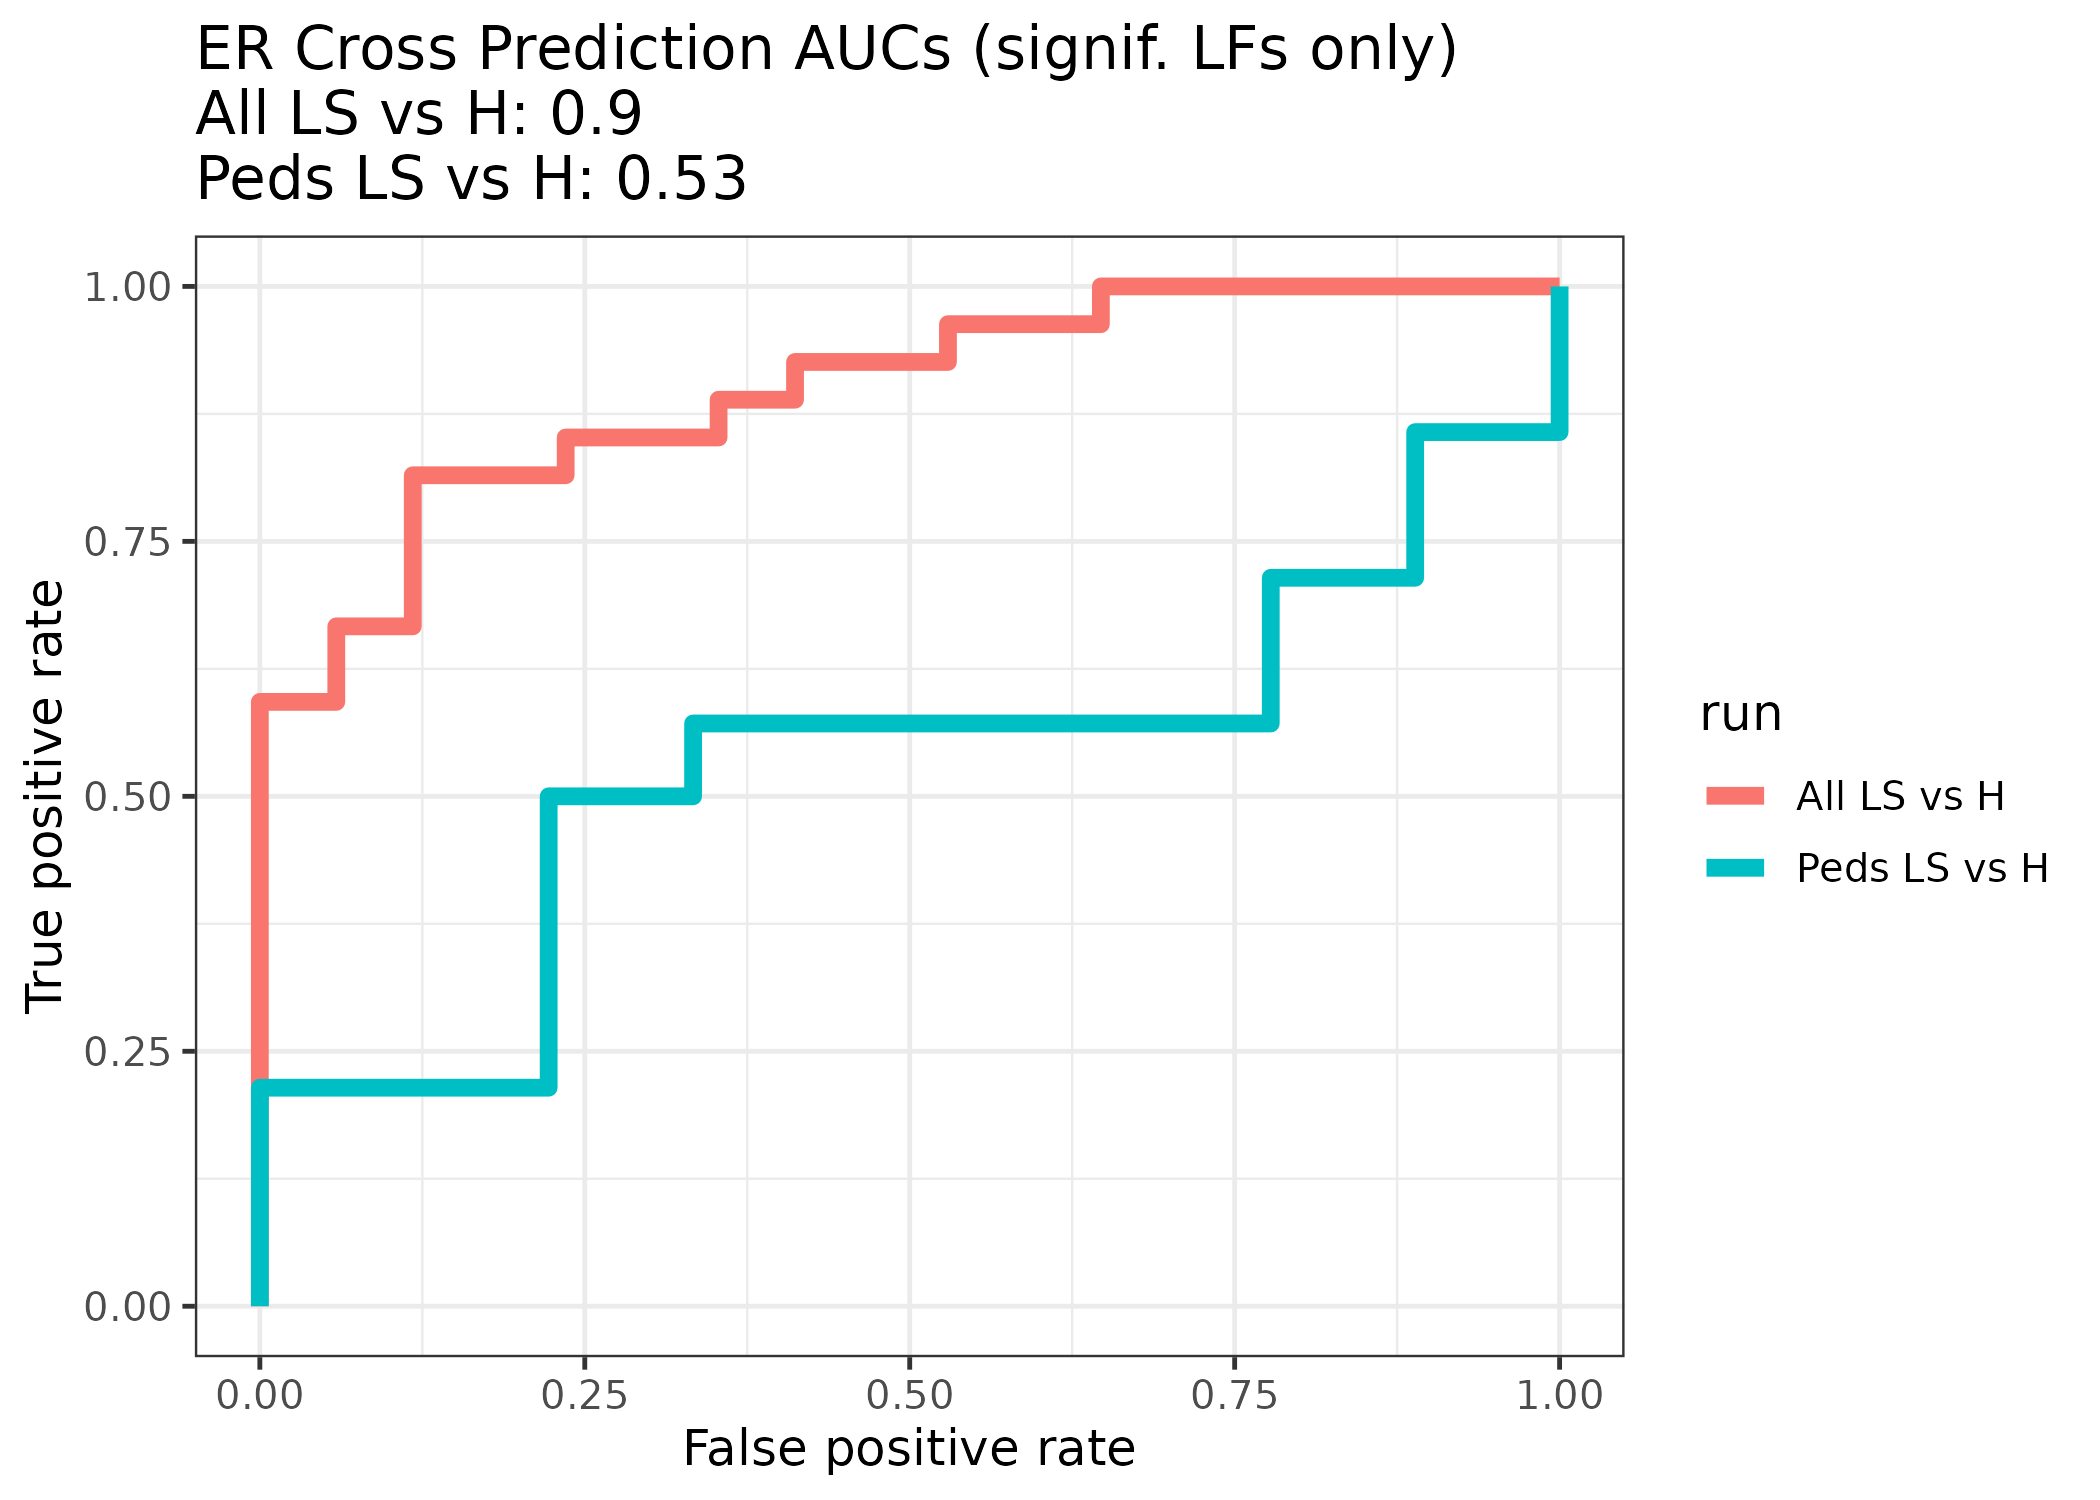 ER Cross Prediction AUCs (signif. LFs only)
All LS vs H: 0.9
Peds LS vs H: 0.53
1.00
0.75
0.50
0.25
0.00
True positive rate
0.00
0.25
0.50
0.75
1.00
False positive rate
run
All LS vs H
Peds LS vs H